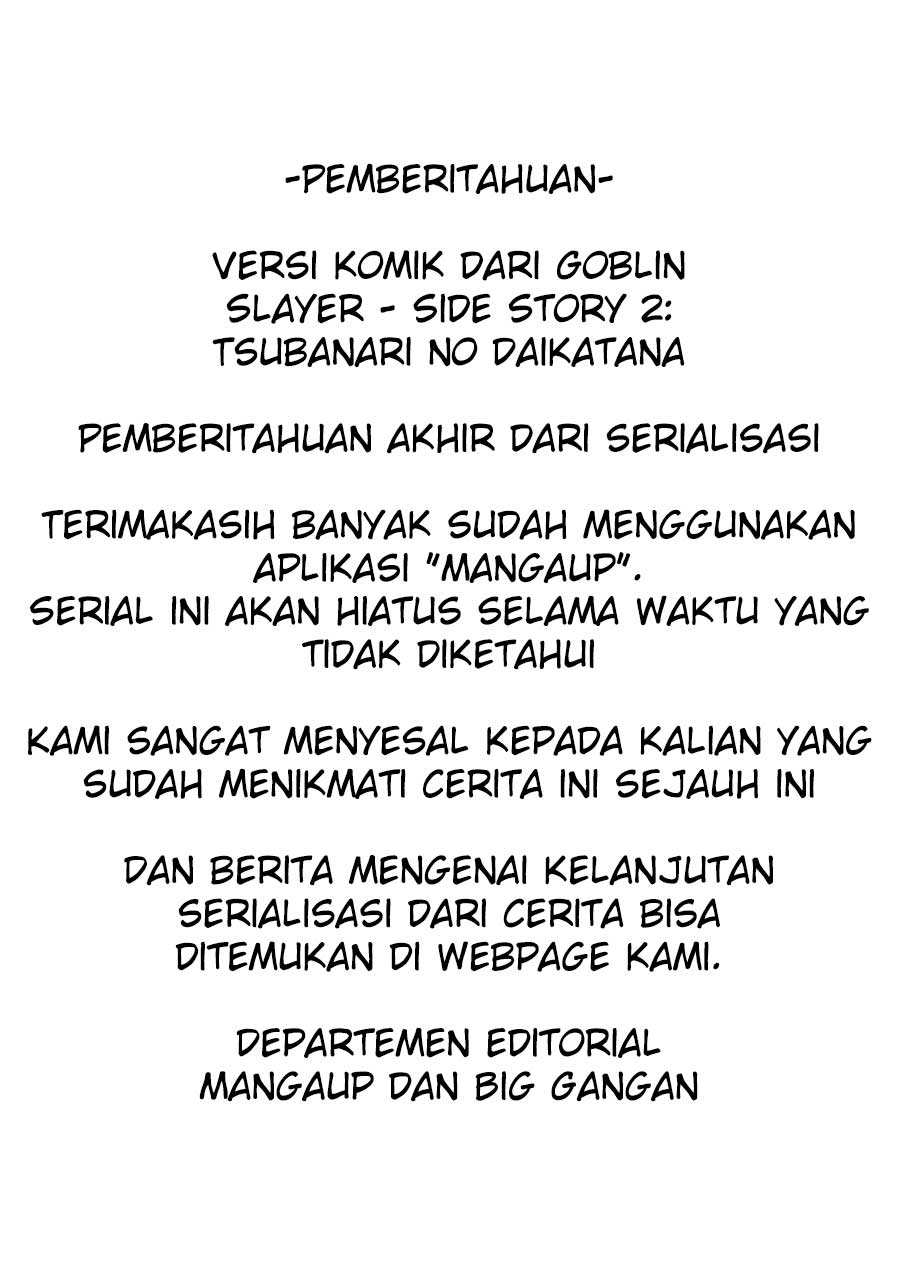 -PEMBERITAHUAN-
VERSI KOMIK DARI GOBLIN
SLAYER - SIDE STORY 2:
TSUBANARI NO DAIKATANA
PEMBERITAHUAN AKHIR DARI SERIALISASI
TERIMAKASIH BANYAK SUDAH MENGGUNAKAN
APLIKASI "MANGAUP".
SERIAL INI AKAN HIATUS SELAMA WAKTU YANG
TIDAK DIKETAHUI
KAMI SANGAT MENYESAL KEPADA KALIAN YANG
SUDAH MENIKMATI CERITA INI SEJAUH INI
DAN BERITA MENGENAI KELANJUTAN
SERIALISASI DARI CERITA BISA
DITEMUKAN DI WEBPAGE KAMI.
DEPARTEMEN EDITORIAL
MANGAUP DAN BIG GANGAN